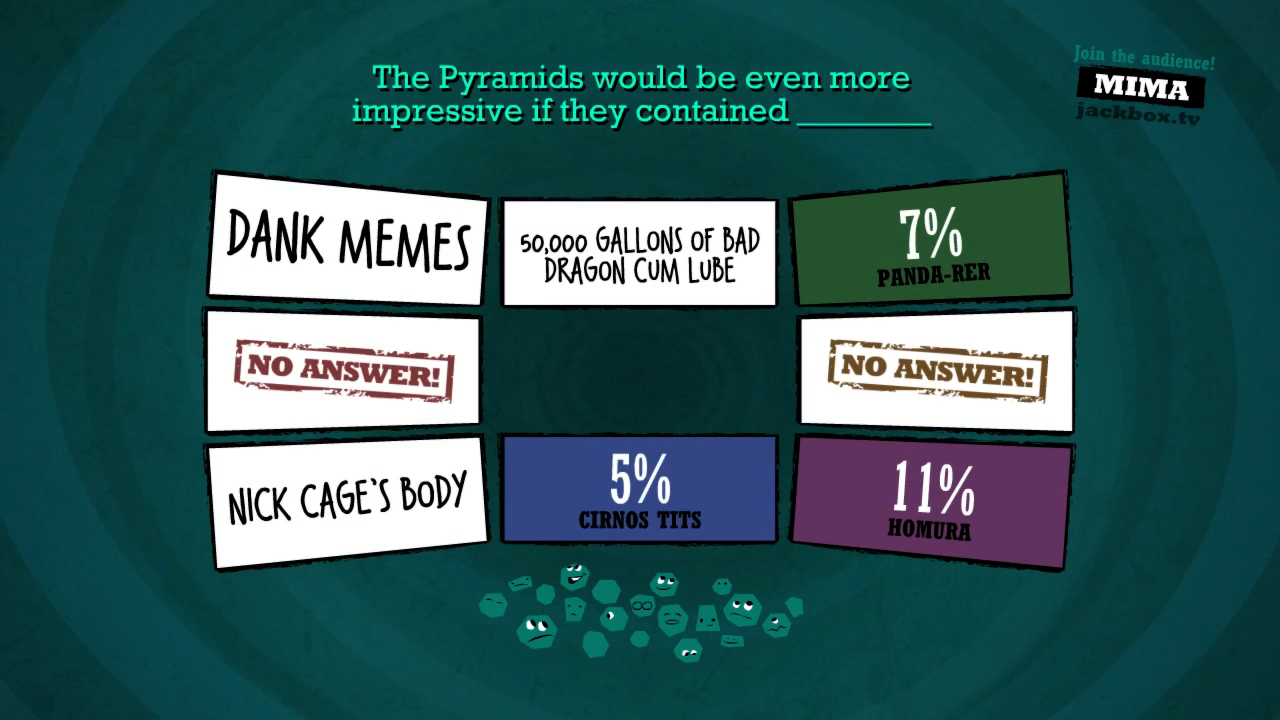 The Pyramids would be even more
impressive if they contained ________
Join the audience!
MIMA
jackbox.tv
DANK MEMES
50,000 GALLONS OF BAD
DRAGON CUM LUBE
7%
PANDA-RER
NO ANSWER!
NO ANSWER!
NICK CAGE'S BODY
5%
CIRNOS TITS
11%
HOMURA